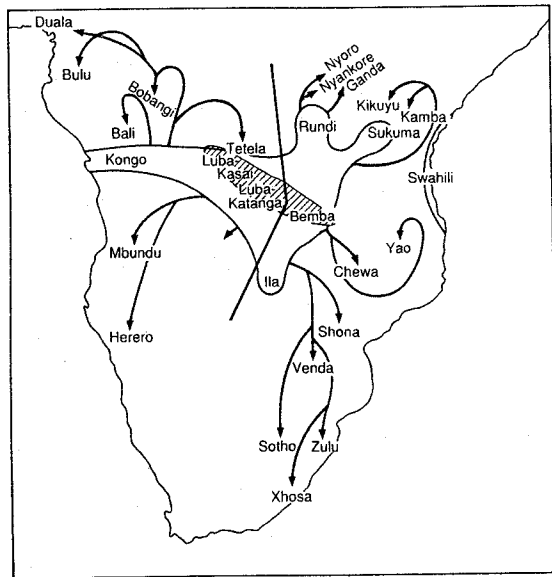 Duala
Bulu
Bobangi
Bali
Kongo
Tetela
Luba-
Kasai
Luba-
Katanga
Bemba
Nyoro
Nyankore
Ganda
Rundi
Kikuyu
Kamba
Sukuma
Swahili
Mbundu
Herero
Ila
Chewa
Yao
Shona
Venda
Sotho
Zulu
Xhosa